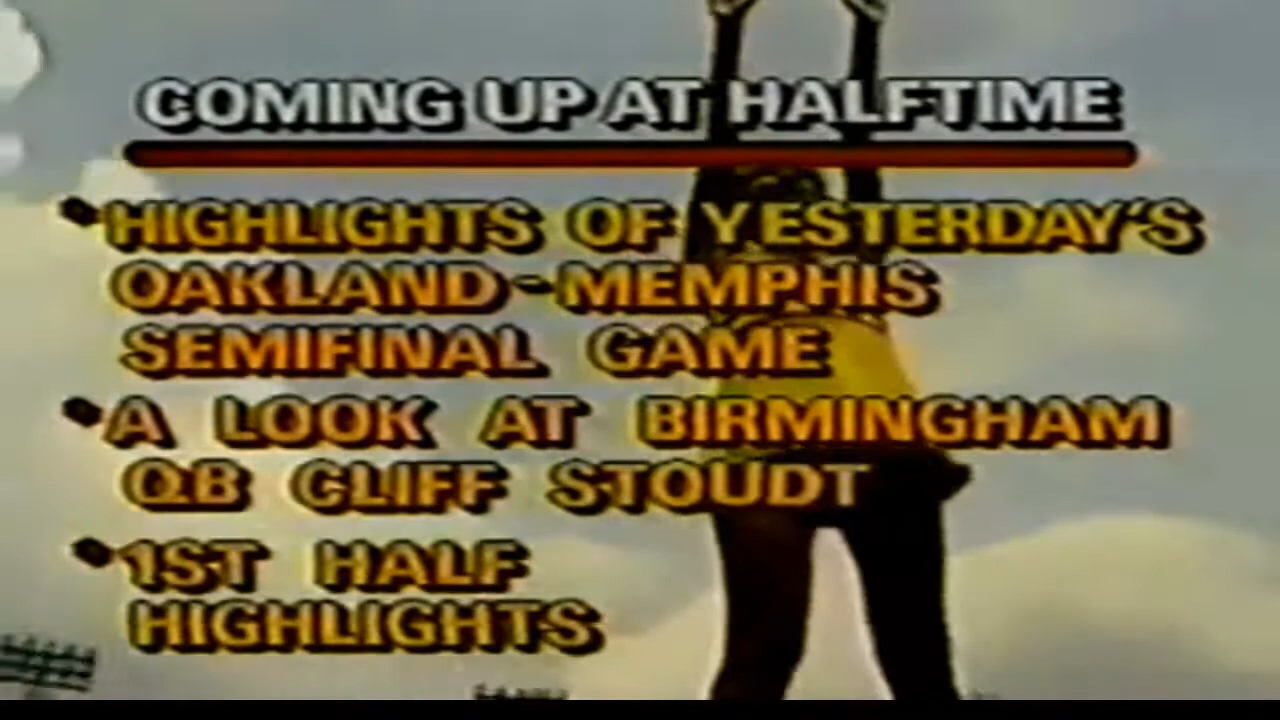 COMING UP AT HALFTIME
•HIGHLIGHTS OF YESTERDAY'S
OAKLAND-MEMPHIS
SEMIFINAL GAME
•A LOOK AT BIRMINGHAM
QB CLIFF STOUDT
•1ST HALF
HIGHLIGHTS